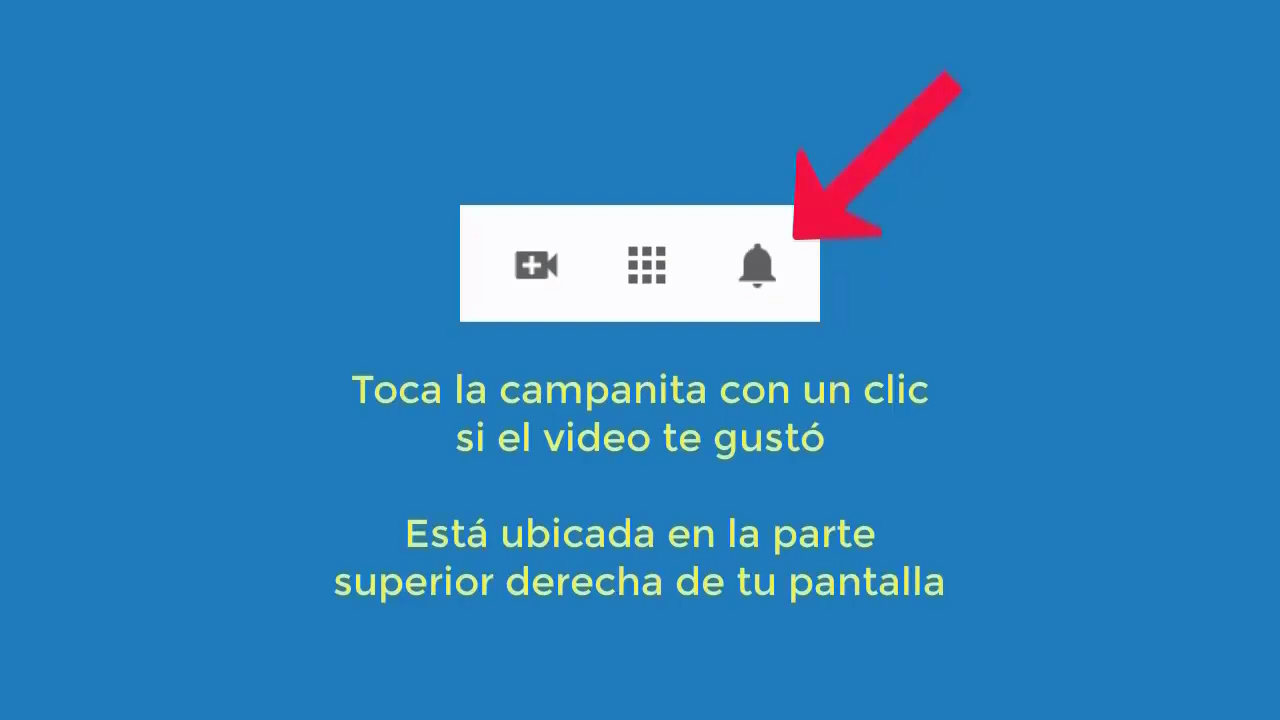 Toca la campanita con un clic
si el video te gustó
Está ubicada en la parte
superior derecha de tu pantalla